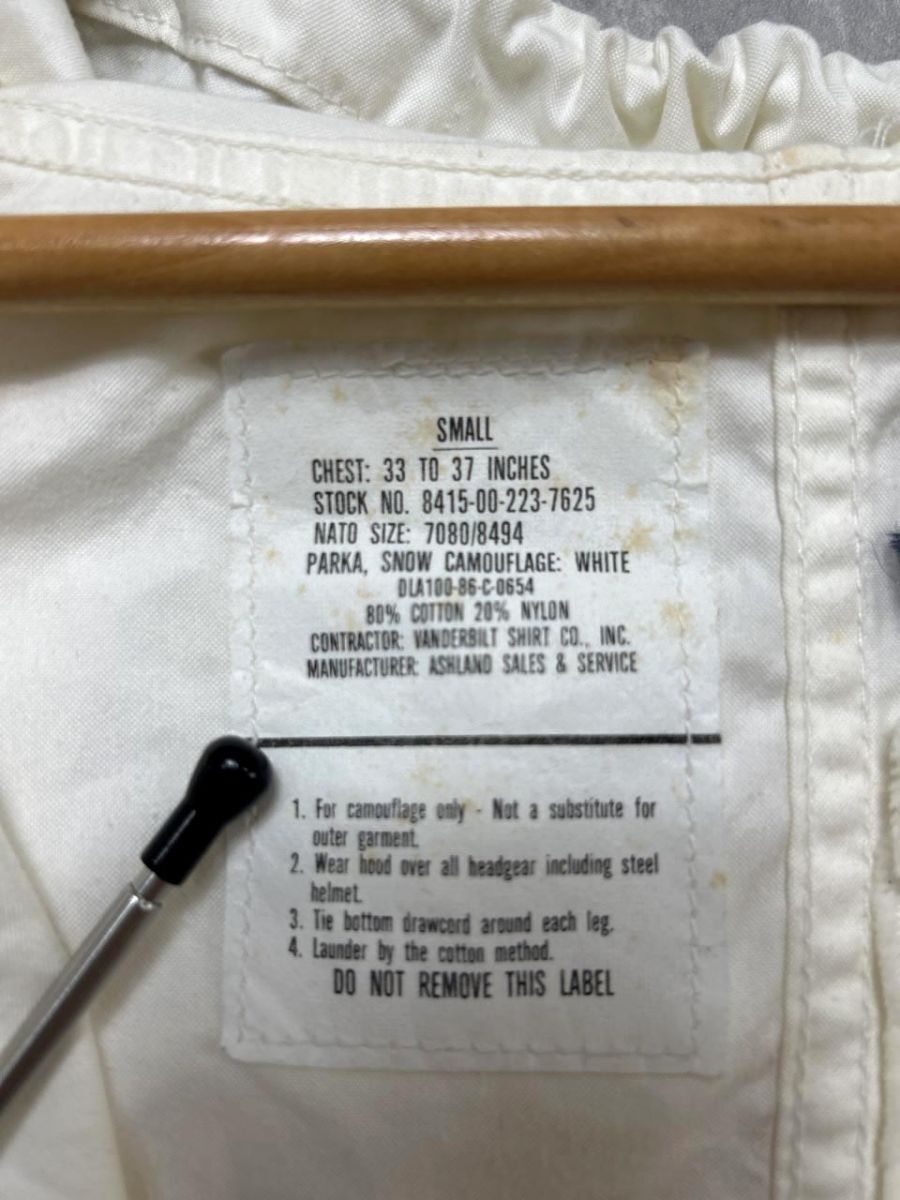 SMALL
CHEST: 33 TO 37 INCHES
STOCK NO. 8415-00-223-7625
NATO SIZE: 7080/8494
PARKA, SNOW CAMOUFLAGE: WHITE
DLA100-86-C-0654
80% COTTON 20% NYLON
CONTRACTOR: VANDERBILT SHIRT CO., INC.
MANUFACTURER: ASHLAND SALES & SERVICE
1. For camouflage only - Not a substitute for
outer garment.
2. Wear hood over all headgear including steel
helmet.
3. Tie bottom drawcord around each leg.
4. Launder by the cotton method.
DO NOT REMOVE THIS LABEL